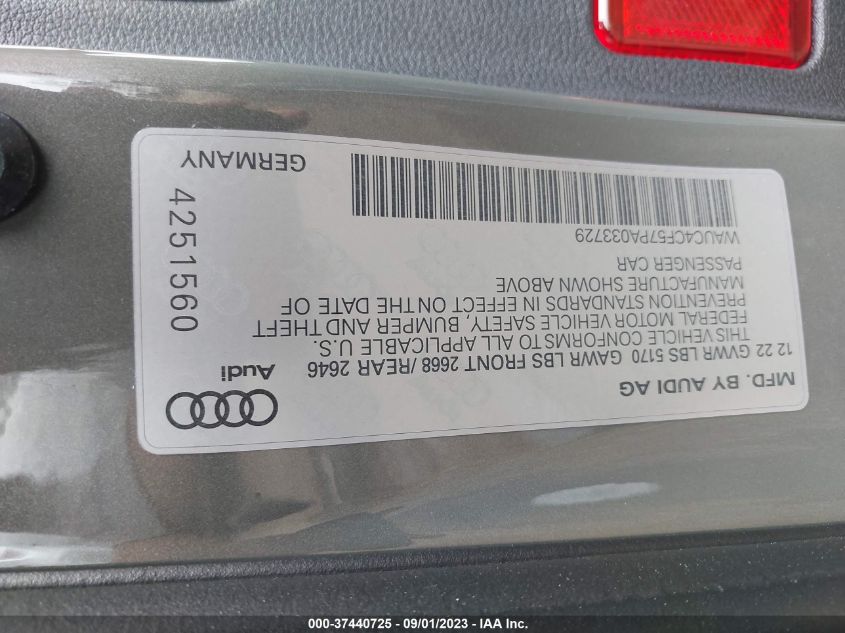 MFD. BY AUDI AG
12 22 GVWR LBS 5170 GAWR LBS FRONT 2668 /REAR 2646
THIS VEHICLE CONFORMS TO ALL APPLICABLE U.S.
FEDERAL MOTOR VEHICLE SAFETY, BUMPER AND THEFT
PREVENTION STANDARDS IN EFFECT ON THE DATE OF
MANUFACTURE SHOWN ABOVE
PASSENGER CAR
WAUC4CF57PA033729
Audi
4251560
GERMANY
000-37440725 - 09/01/2023 - IAA Inc.